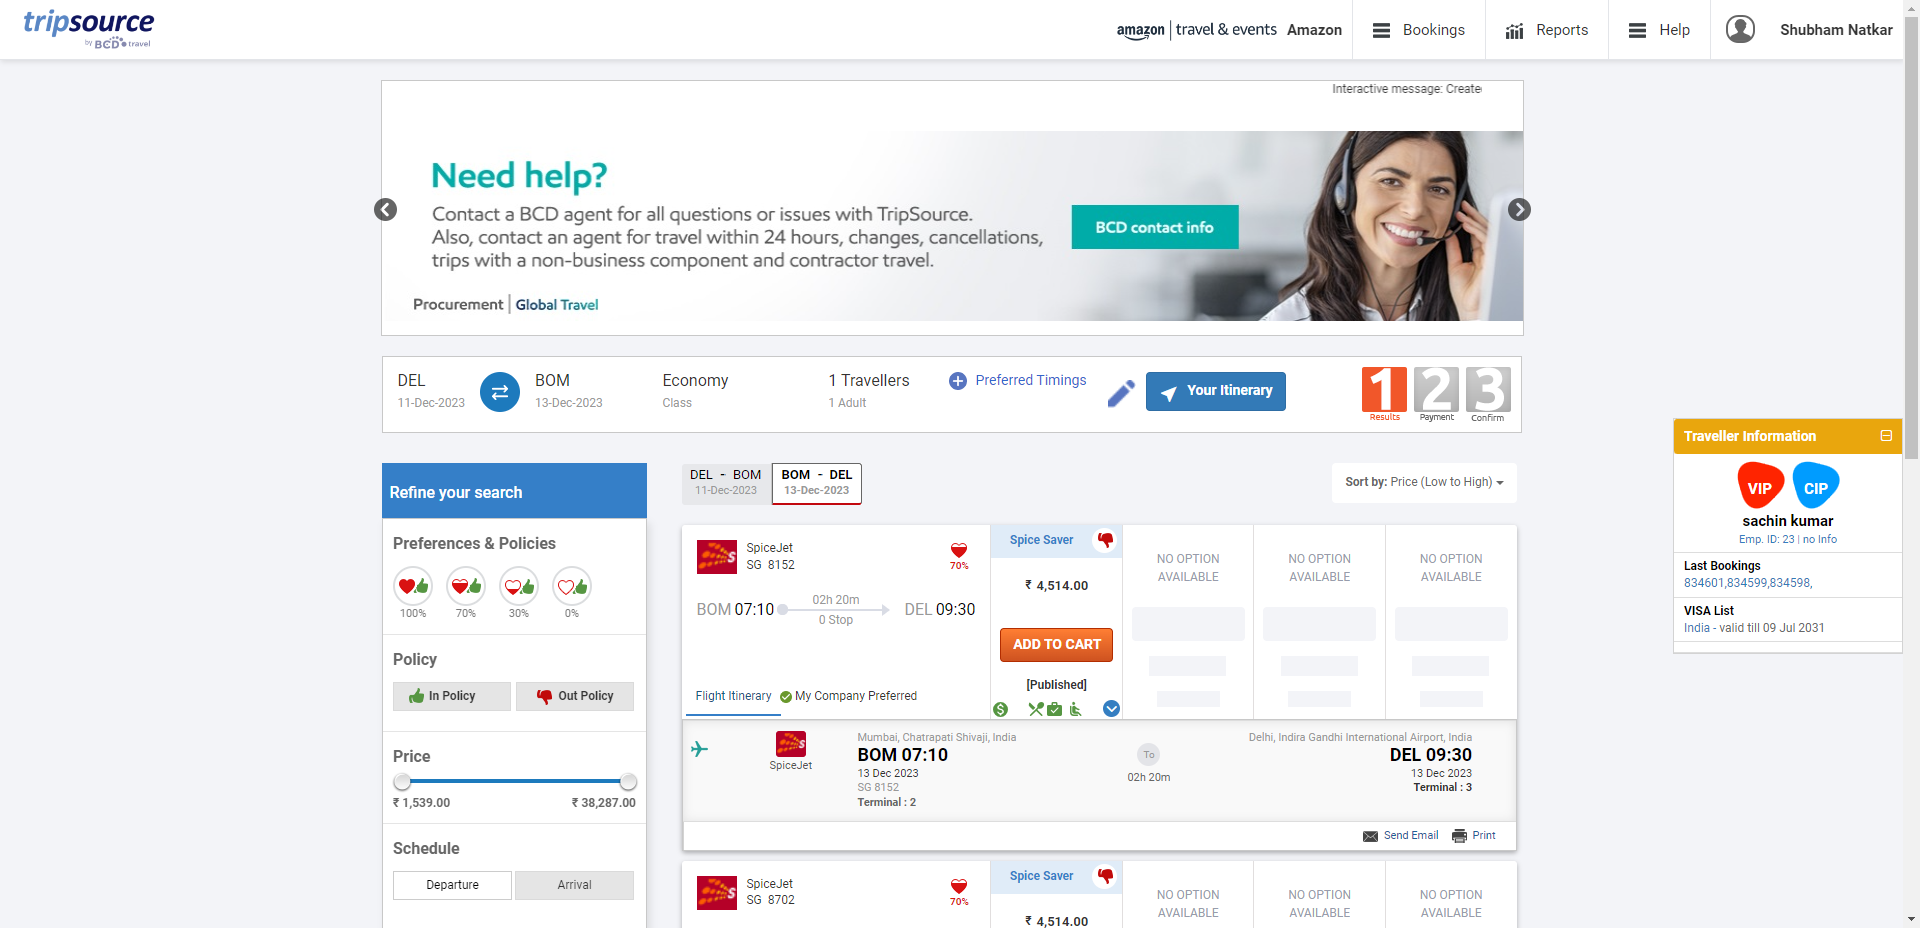 tripsource
by BCD travel
amazon | travel & events Amazon
Bookings
Reports
Help
Shubham Natkar
Interactive message: Create
Need help?
Contact a BCD agent for all questions or issues with TripSource.
Also, contact an agent for travel within 24 hours, changes, cancellations,
trips with a non-business component and contractor travel.
BCD contact info
Procurement | Global Travel
DEL
11-Dec-2023
BOM
13-Dec-2023
Economy
Class
1 Travellers
1 Adult
Preferred Timings
Your Itinerary
1 2 3
Results Payment Confirm
Traveller Information
VIP CIP
sachin kumar
Emp. ID: 23 | no Info
Last Bookings
834601,834599,834598,
VISA List
India - valid till 09 Jul 2031
Refine your search
Preferences & Policies
100% 70% 30% 0%
Policy
In Policy Out Policy
Price
₹ 1,539.00 ₹ 38,287.00
Schedule
Departure Arrival
DEL - BOM
11-Dec-2023
BOM - DEL
13-Dec-2023
Sort by: Price (Low to High)
SpiceJet
SG 8152
70%
BOM 07:10
02h 20m
0 Stop
DEL 09:30
Flight Itinerary
My Company Preferred
Spice Saver
₹ 4,514.00
ADD TO CART
[Published]
NO OPTION
AVAILABLE
NO OPTION
AVAILABLE
NO OPTION
AVAILABLE
SpiceJet
Mumbai, Chatrapati Shivaji, India
BOM 07:10
13 Dec 2023
SG 8152
Terminal : 2
To
02h 20m
Delhi, Indira Gandhi International Airport, India
DEL 09:30
13 Dec 2023
Terminal : 3
Send Email
Print
SpiceJet
SG 8702
70%
Spice Saver
₹ 4,514.00
NO OPTION
AVAILABLE
NO OPTION
AVAILABLE
NO OPTION
AVAILABLE